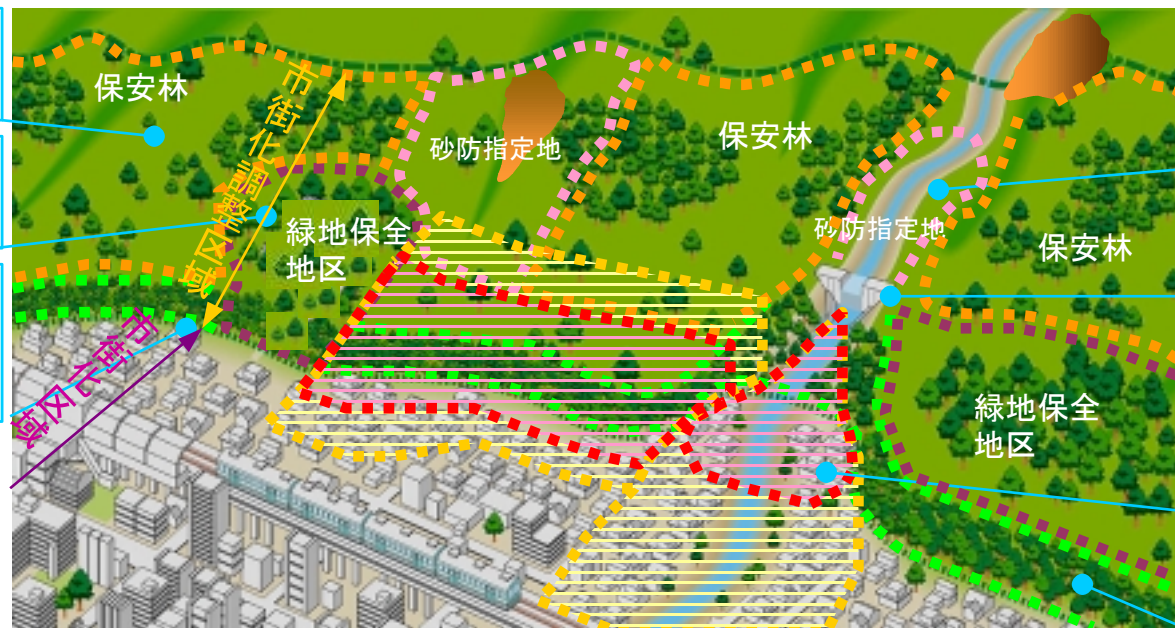 保安林
市街化調整区域
砂防指定地
保安林
緑地保全
地区
砂防指定地
保安林
市街化区域
緑地保全
地区